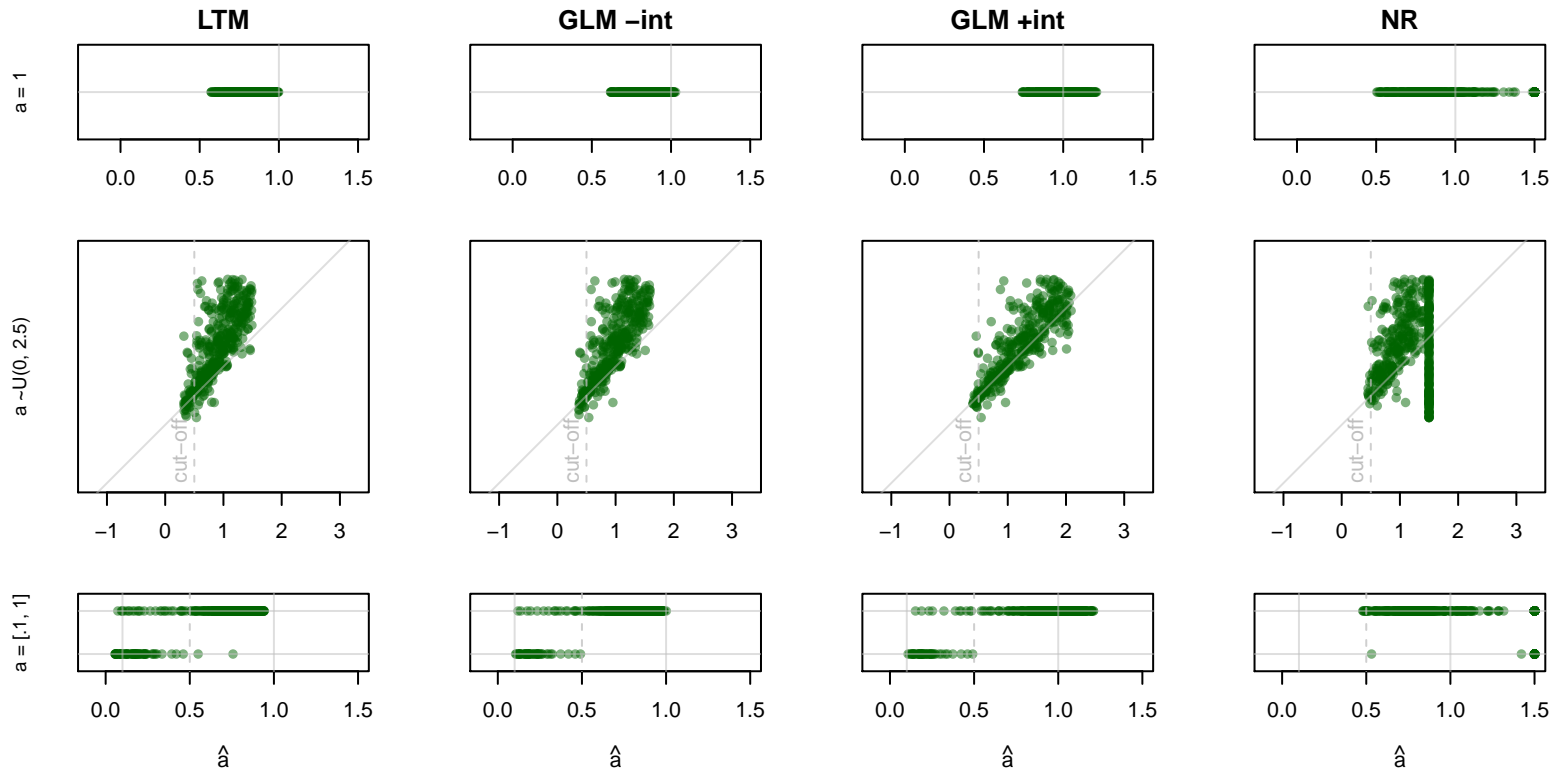 LTM GLM −int GLM +int NR
a = 1
0.0 0.5 1.0 1.5 0.0 0.5 1.0 1.5 0.0 0.5 1.0 1.5 0.0 0.5 1.0 1.5
a ~U(0, 2.5)
cut−off cut−off cut−off cut−off
−1 0 1 2 3 −1 0 1 2 3 −1 0 1 2 3 −1 0 1 2 3
a = [.1, 1]
0.0 0.5 1.0 1.5 0.0 0.5 1.0 1.5 0.0 0.5 1.0 1.5 0.0 0.5 1.0 1.5
â â â â